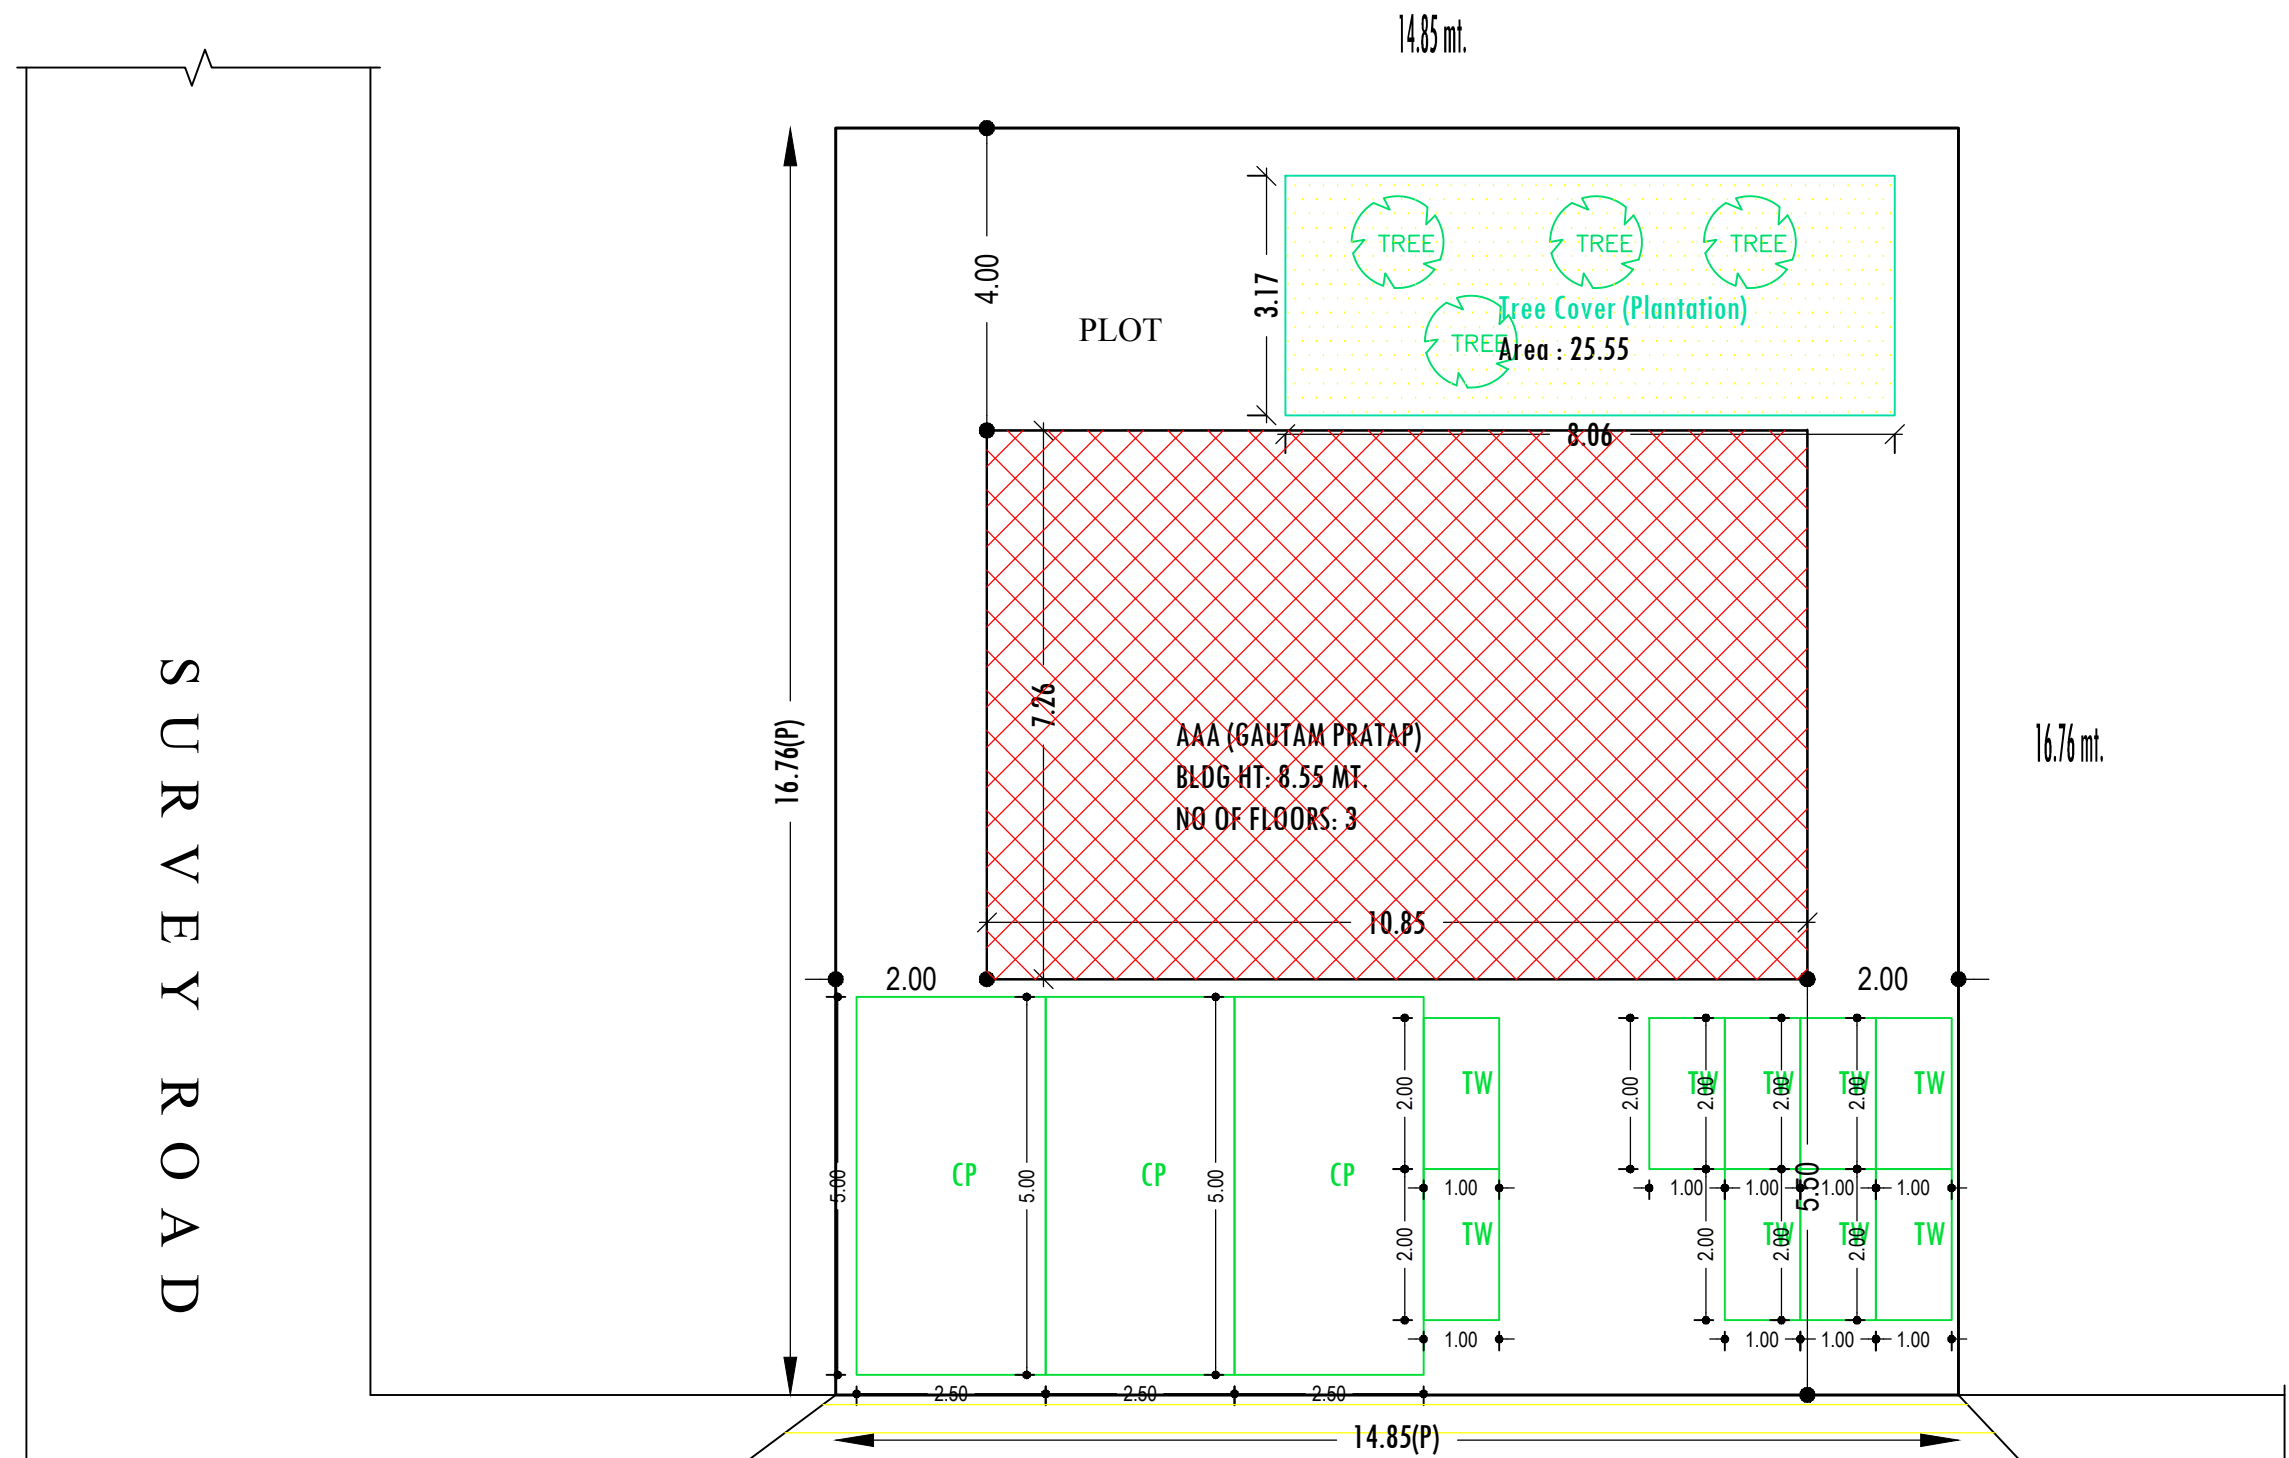 14.85 mt.
TREE
TREE
TREE
4.00
3.17
Tree Cover (Plantation)
PLOT
TREE
Area : 25.55
8.06
7.26
16.76(P)
16.76 mt.
AAA (GAUTAM PRATAP)
BLDG HT: 8.55 MT.
NO OF FLOORS: 3
SURVEY ROAD
10.85
2.00
2.00
2.00
TW
2.00
TW
2.00
TW
2.00
TW
2.00
TW
5.00
CP
5.00
CP
5.00
CP
1.00
1.00
1.00
1.00
1.00
5.50
2.00
TW
2.00
TW
2.00
TW
2.00
TW
1.00
1.00
1.00
1.00
2.50
2.50
2.50
14.85(P)